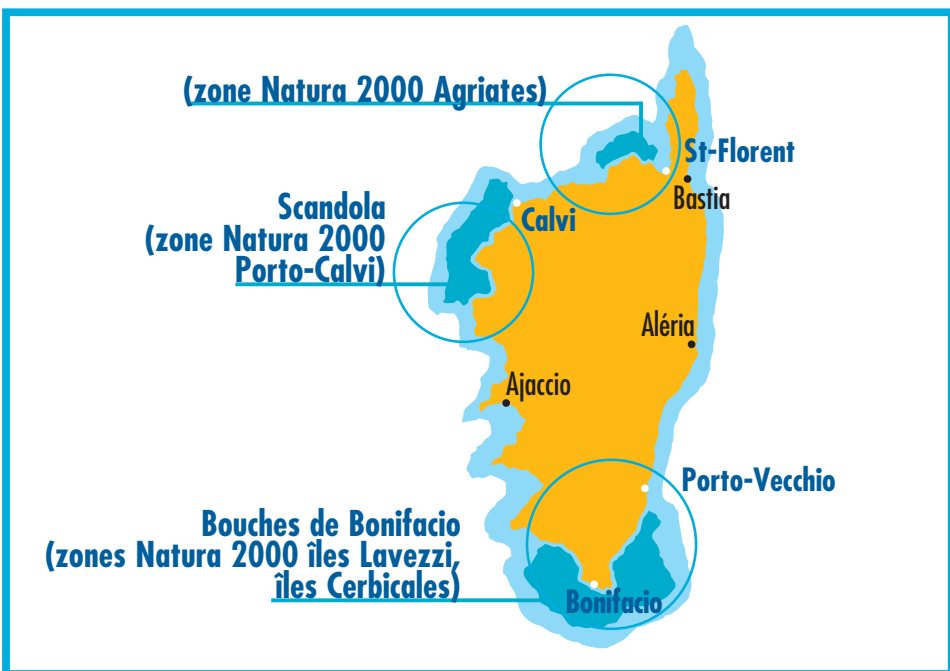 (zone Natura 2000 Agriates)
St-Florent
Bastia
Scandola
(zone Natura 2000
Porto-Calvi)
Calvi
Aléria
Ajaccio
Porto-Vecchio
Bouches de Bonifacio
(zones Natura 2000 îles Lavezzi,
îles Cerbicales)
Bonifacio